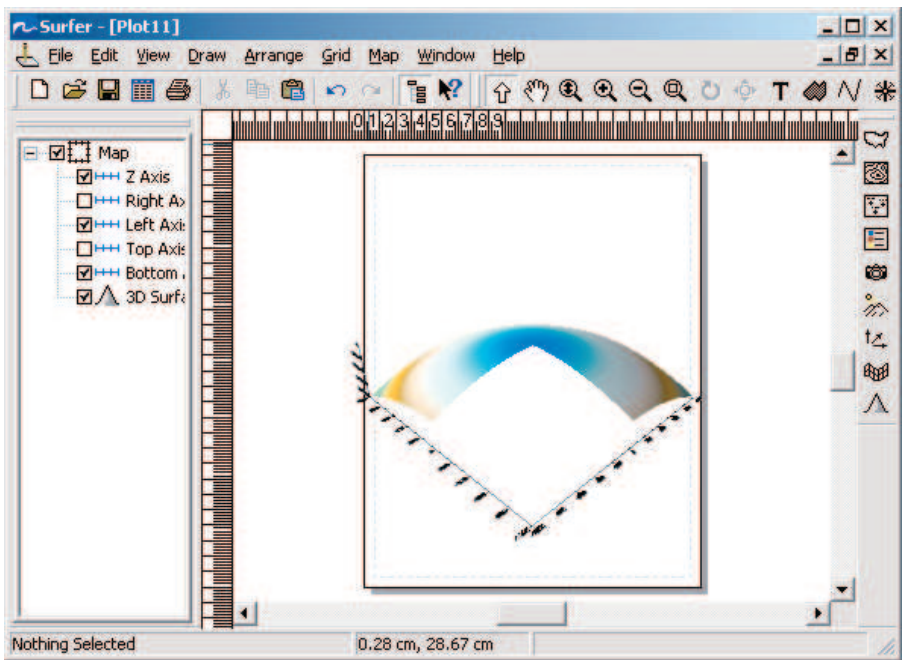 Surfer - [Plot11]
File Edit View Draw Arrange Grid Map Window Help
T
0 1 2 3 4 5 6 7 8 9
Map
Z Axis
Right Ax
Left Axis
Top Axis
Bottom
3D Surfa
Nothing Selected
0.28 cm, 28.67 cm